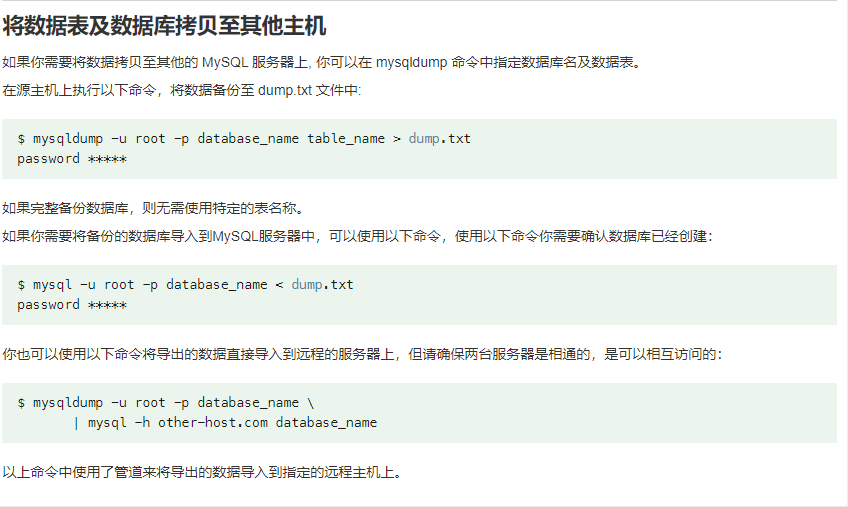 将数据表及数据库拷贝至其他主机
如果你需要将数据拷贝至其他的 MySQL 服务器上, 你可以在 mysqldump 命令中指定数据库名及数据表。
在源主机上执行以下命令，将数据备份至 dump.txt 文件中:
$ mysqldump -u root -p database_name table_name > dump.txt
password *****
如果完整备份数据库，则无需使用特定的表名称。
如果你需要将备份的数据库导入到MySQL服务器中，可以使用以下命令，使用以下命令你需要确认数据库已经创建：
$ mysql -u root -p database_name < dump.txt
password *****
你也可以使用以下命令将导出的数据直接导入到远程的服务器上，但请确保两台服务器是相通的，是可以相互访问的：
$ mysqldump -u root -p database_name \
| mysql -h other-host.com database_name
以上命令中使用了管道来将导出的数据导入到指定的远程主机上。